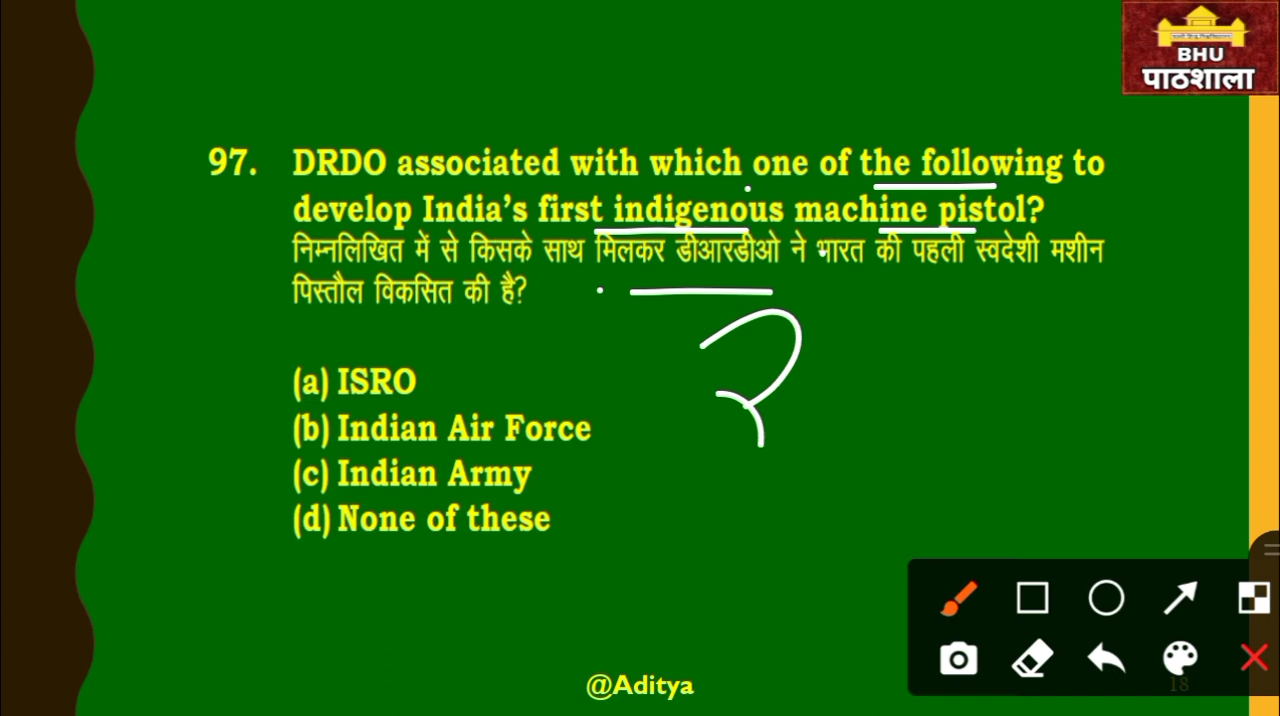 BHU
पाठशाला
97. DRDO associated with which one of the following to
develop India's first indigenous machine pistol?
निम्नलिखित में से किसके साथ मिलकर डीआरडीओ ने भारत की पहली स्वदेशी मशीन
पिस्तौल विकसित की है?
(a) ISRO
(b) Indian Air Force
(c) Indian Army
(d) None of these
@Aditya
18